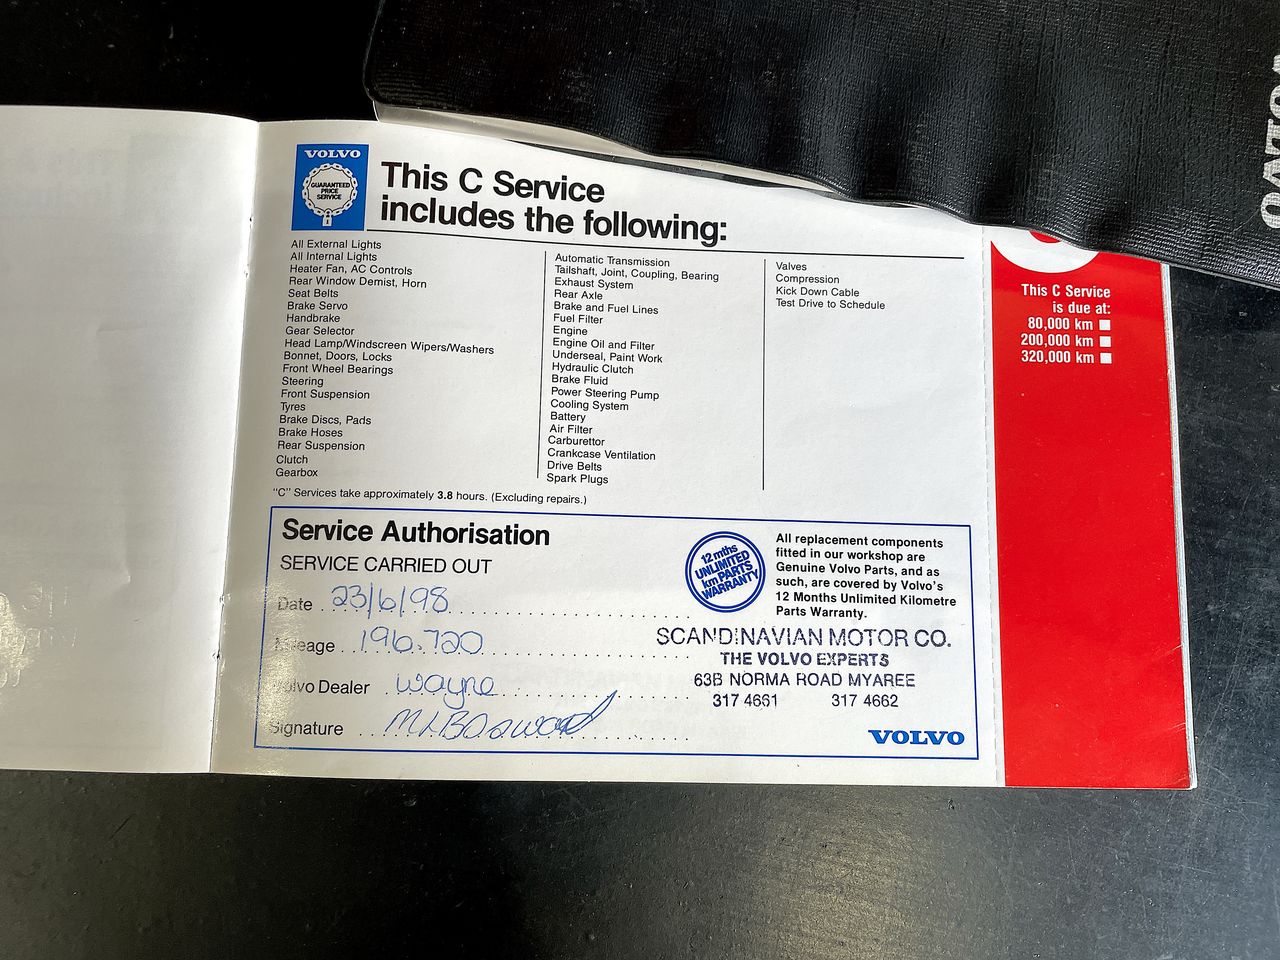 VOLVO
VOLVO
GUARANTEED
PRICE
SERVICE
This C Service
includes the following:
All External Lights
All Internal Lights
Heater Fan, AC Controls
Rear Window Demist, Horn
Seat Belts
Brake Servo
Handbrake
Gear Selector
Head Lamp/Windscreen Wipers/Washers
Bonnet, Doors, Locks
Front Wheel Bearings
Steering
Front Suspension
Tyres
Brake Discs, Pads
Brake Hoses
Rear Suspension
Clutch
Gearbox
Automatic Transmission
Tailshaft, Joint, Coupling, Bearing
Exhaust System
Rear Axle
Brake and Fuel Lines
Fuel Filter
Engine
Engine Oil and Filter
Underseal, Paint Work
Hydraulic Clutch
Brake Fluid
Power Steering Pump
Cooling System
Battery
Air Filter
Carburettor
Crankcase Ventilation
Drive Belts
Spark Plugs
Valves
Compression
Kick Down Cable
Test Drive to Schedule
"C" Services take approximately 3.8 hours. (Excluding repairs.)
This C Service
is due at:
80,000 km
200,000 km
320,000 km
Service Authorisation
SERVICE CARRIED OUT
Date 23/6/98
Mileage 196.720
Volvo Dealer wayne
Signature
12 mths
UNLIMITED
km PARTS
WARRANTY
All replacement components
fitted in our workshop are
Genuine Volvo Parts, and as
such, are covered by Volvo's
12 Months Unlimited Kilometre
Parts Warranty.
SCANDINAVIAN MOTOR CO.
THE VOLVO EXPERTS
63B NORMA ROAD MYAREE
317 4661 317 4662
VOLVO